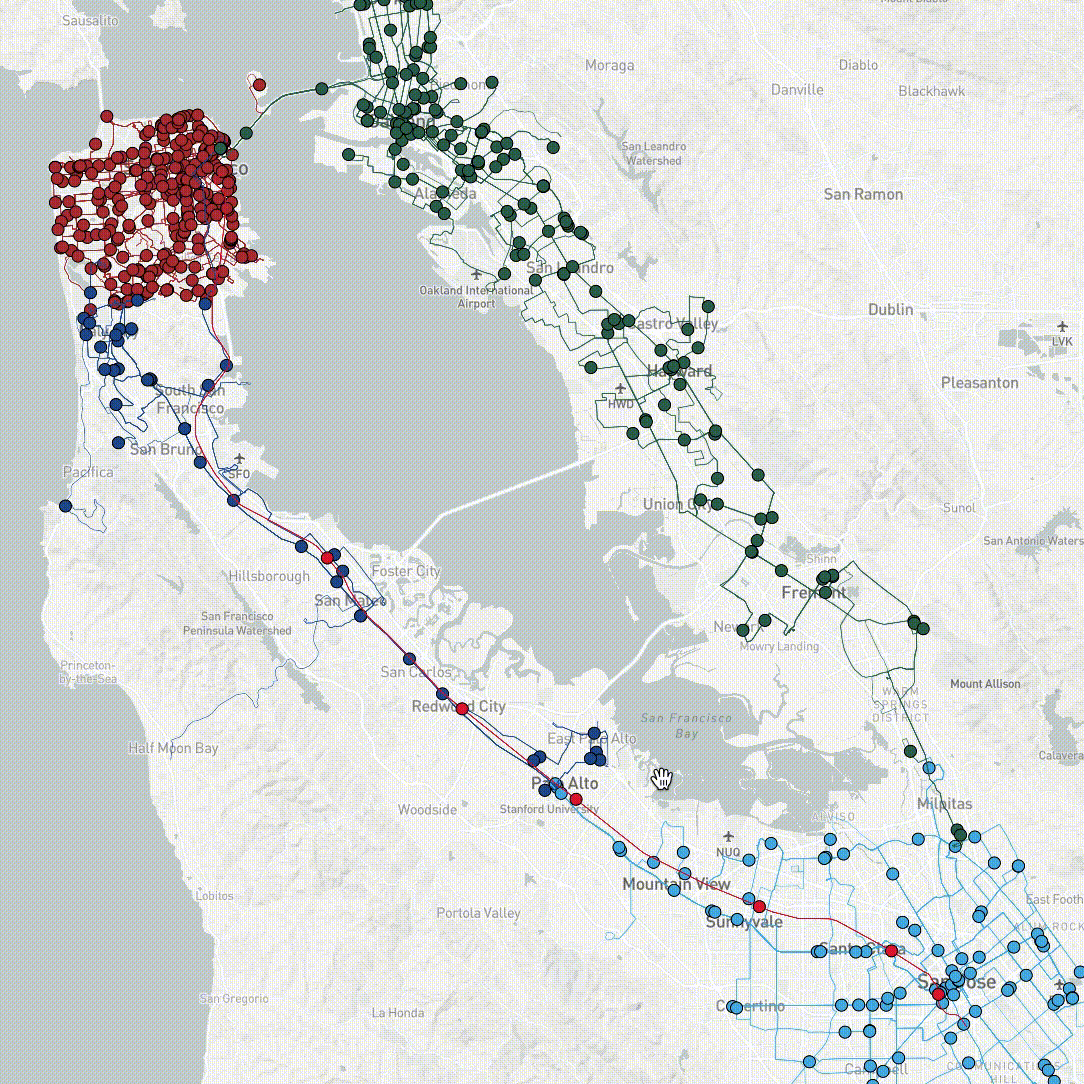 Sausalito
Moraga
Diablo
Danville
Blackhawk
San Leandro
Watershed
San Ramon
Alameda
San Leandro
Oakland International
Airport
Castro Valley
Dublin
LVK
Hayward
HWD
Pleasanton
South San
Francisco
San Bruno
SFO
Pacifica
Union City
Sunol
San Antonio Waters
Shinn
Hillsborough
Foster City
San Mateo
Fremont
San Francisco
Peninsula Watershed
Newark
Mowry Landing
Princeton-
by-the-Sea
San Carlos
Mount Allison
WARM
SPRINGS
DISTRICT
Redwood City
San Francisco
Bay
Half Moon Bay
East Palo Alto
Calavera
Palo Alto
Stanford University
Woodside
Milpitas
ALVISO
NUQ
Mountain View
Lobitos
East Footh
Portola Valley
Sunnyvale
ALUM ROCK
Santa Clara
San Jose
San Gregorio
La Honda
Cupertino
Campbell
COMMUNICATIONS
HILL